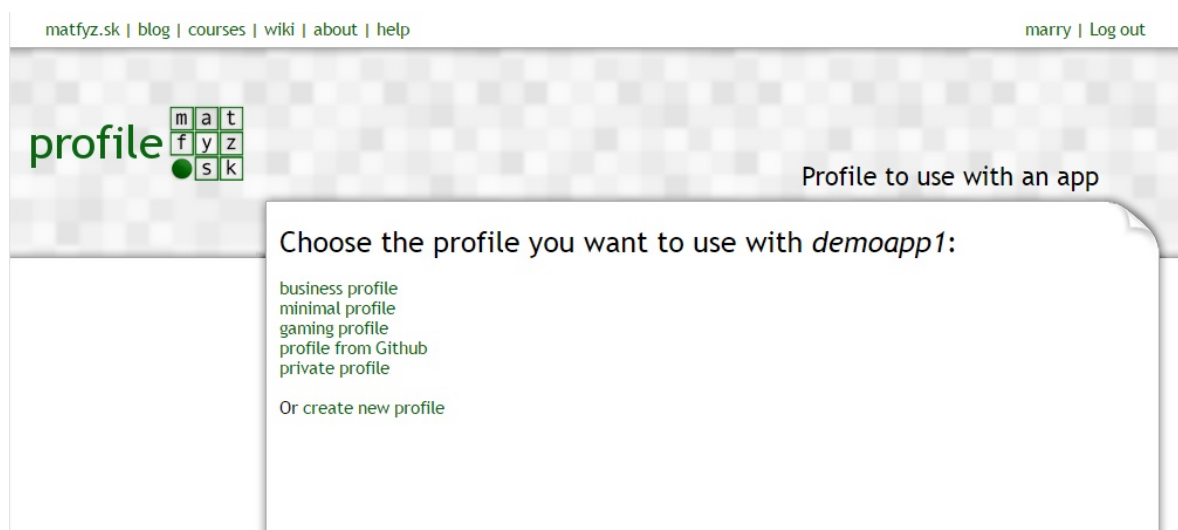 matfyz.sk | blog | courses | wiki | about | help
marry | Log out
profile
m a t
f y z
s k
Profile to use with an app
Choose the profile you want to use with demoapp1:
business profile
minimal profile
gaming profile
profile from Github
private profile
Or create new profile